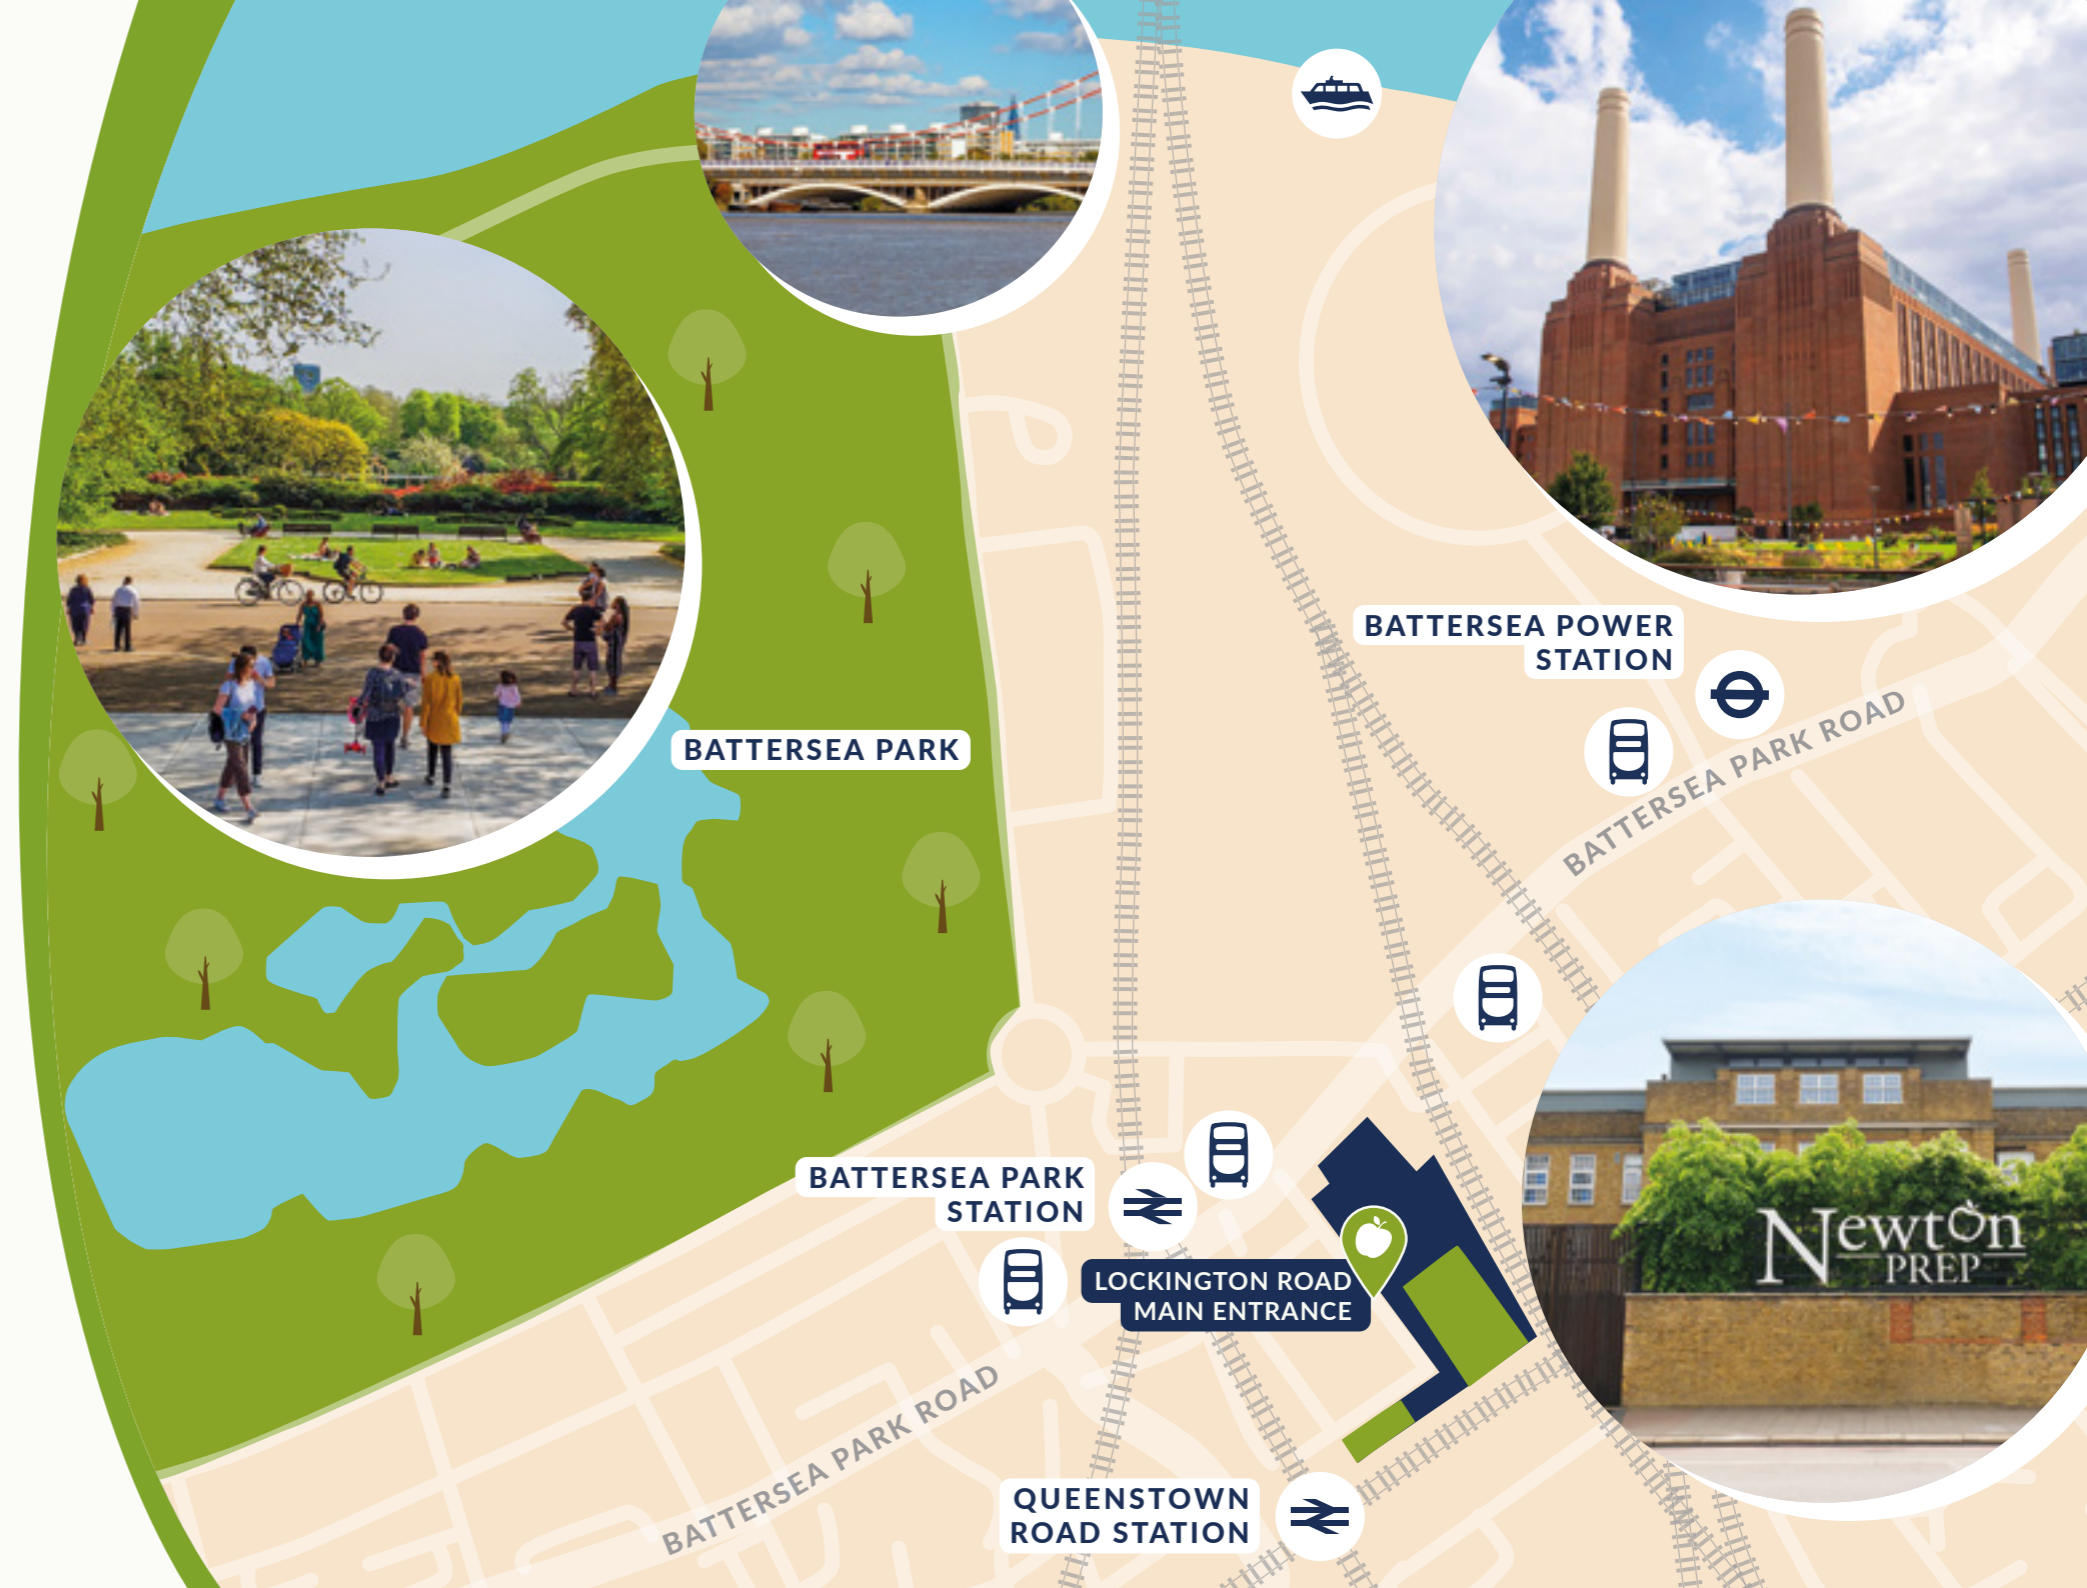 BATTERSEA POWER
STATION
BATTERSEA PARK ROAD
BATTERSEA PARK
Newton
PREP
BATTERSEA PARK
STATION
LOCKINGTON ROAD
MAIN ENTRANCE
BATTERSEA PARK ROAD
QUEENSTOWN
ROAD STATION